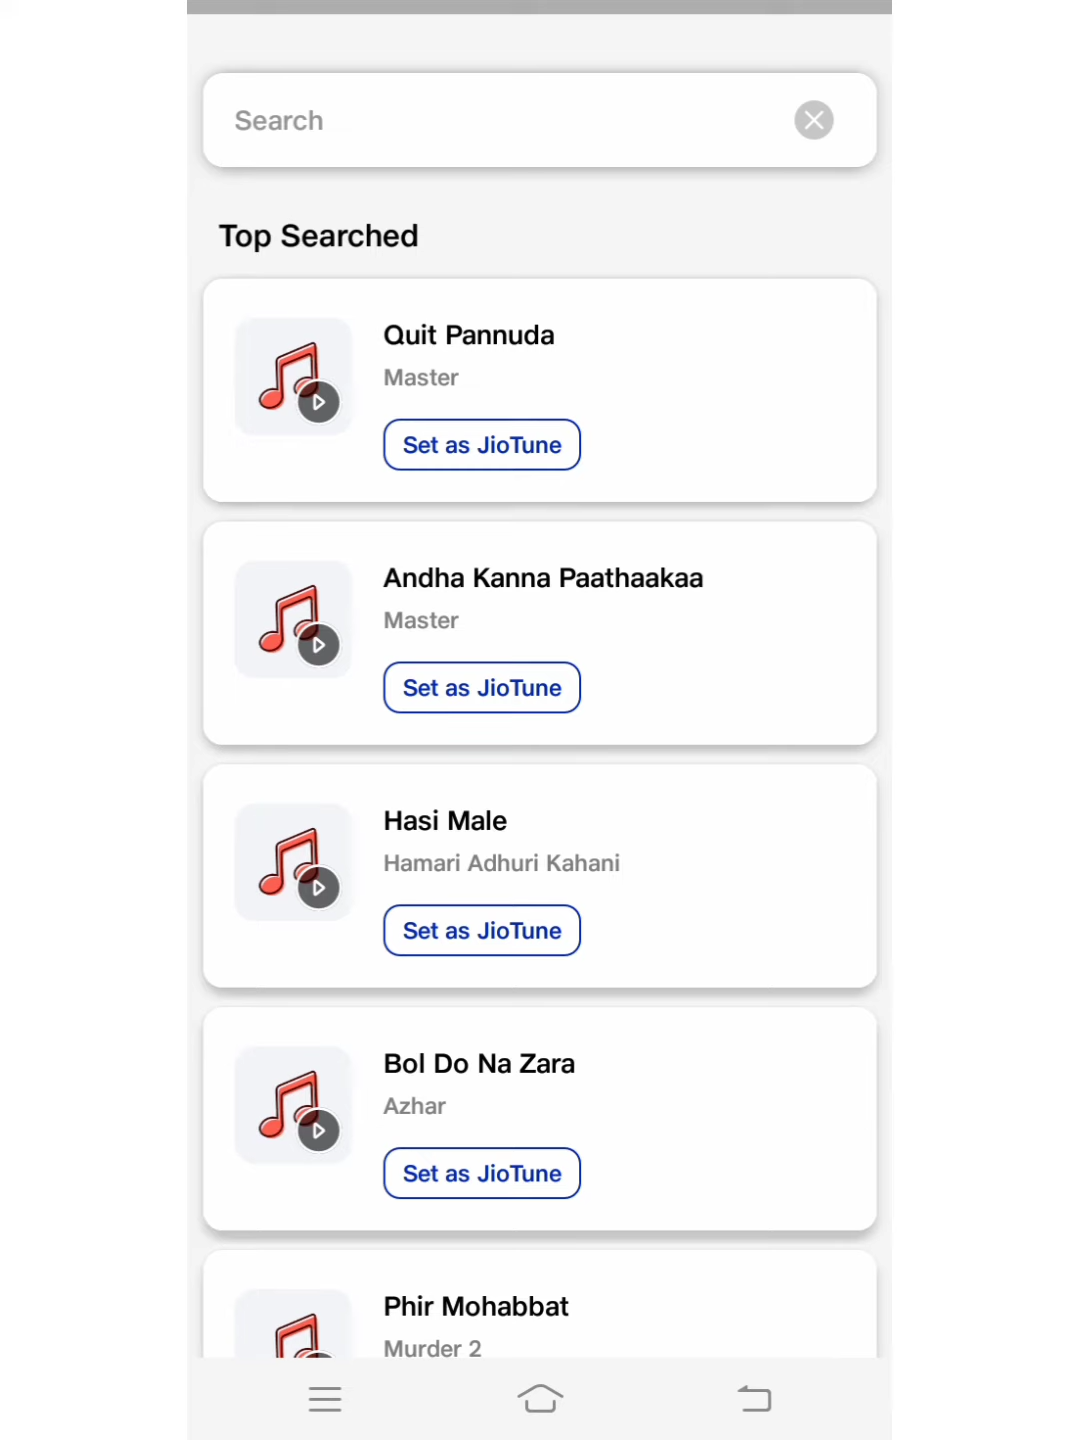 Search
Top Searched
Quit Pannuda
Master
Set as JioTune
Andha Kanna Paathaakaa
Master
Set as JioTune
Hasi Male
Hamari Adhuri Kahani
Set as JioTune
Bol Do Na Zara
Azhar
Set as JioTune
Phir Mohabbat
Murder 2